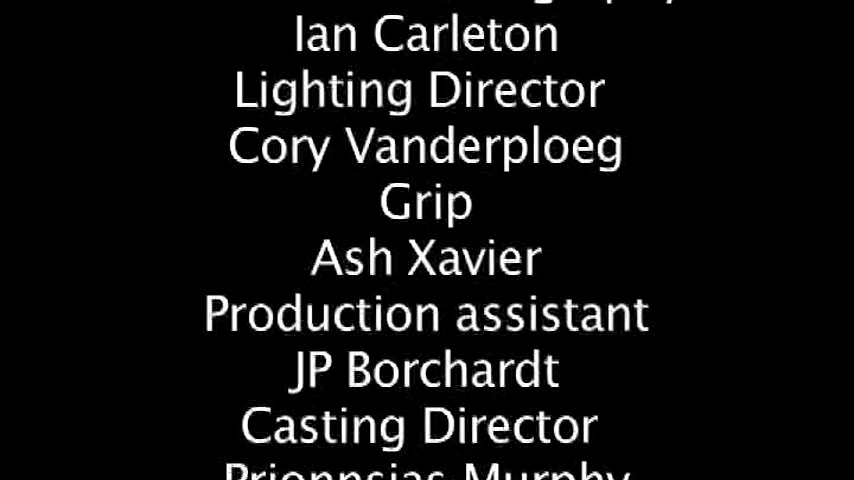 Ian Carleton
Lighting Director
Cory Vanderploeg
Grip
Ash Xavier
Production assistant
JP Borchardt
Casting Director
Prionnsias Murphy